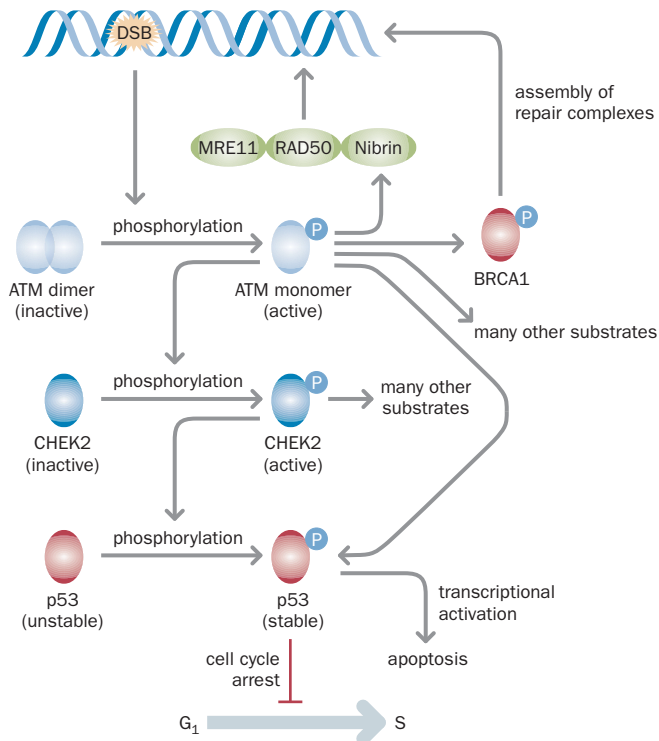 DSB
assembly of
repair complexes
MRE11
RAD50
Nibrin
phosphorylation
P
P
ATM dimer
(inactive)
ATM monomer
(active)
BRCA1
many other substrates
phosphorylation
P
many other
substrates
CHEK2
(inactive)
CHEK2
(active)
phosphorylation
P
p53
(unstable)
p53
(stable)
transcriptional
activation
cell cycle
arrest
apoptosis
G₁
S